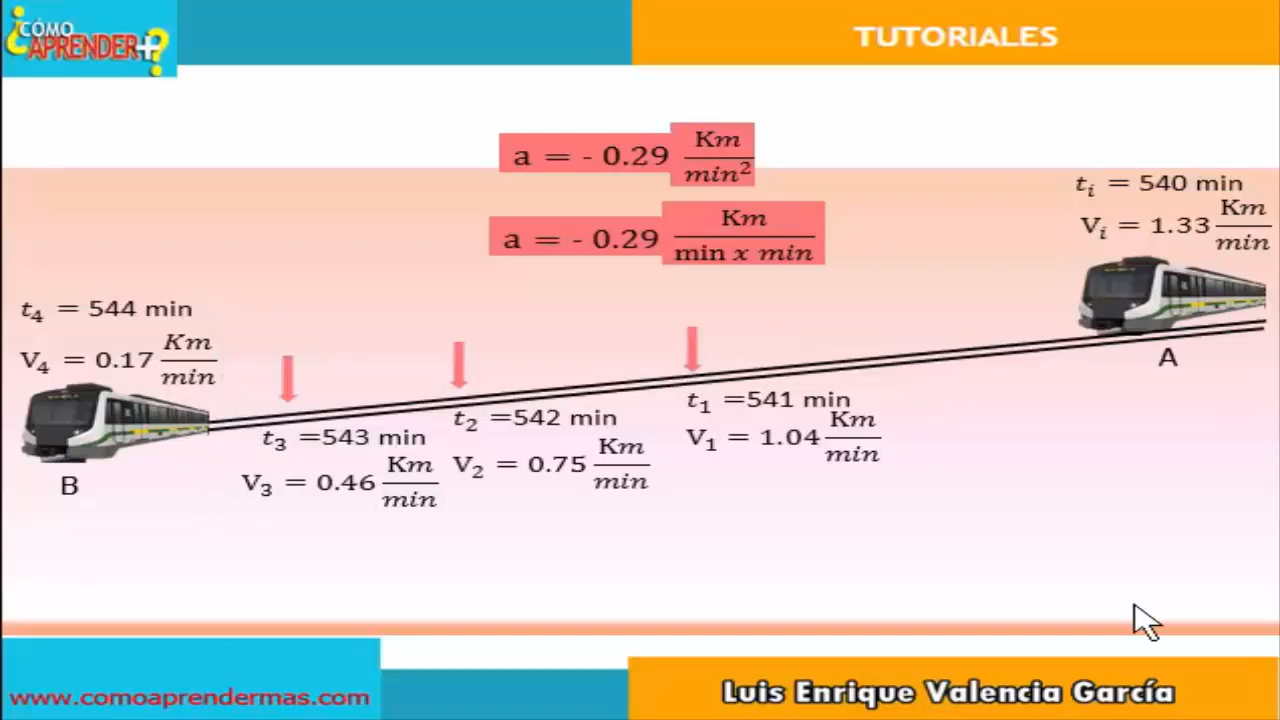 ¿CÓMO
APRENDER+?
TUTORIALES
a = - 0.29 Km/min²
a = - 0.29 Km/min x min
tᵢ = 540 min
Vᵢ = 1.33 Km/min
A
t₄ = 544 min
V₄ = 0.17 Km/min
B
t₃ =543 min
V₃ = 0.46 Km/min
t₂ =542 min
V₂ = 0.75 Km/min
t₁ =541 min
V₁ = 1.04 Km/min
www.comoaprendermas.com
Luis Enrique Valencia García